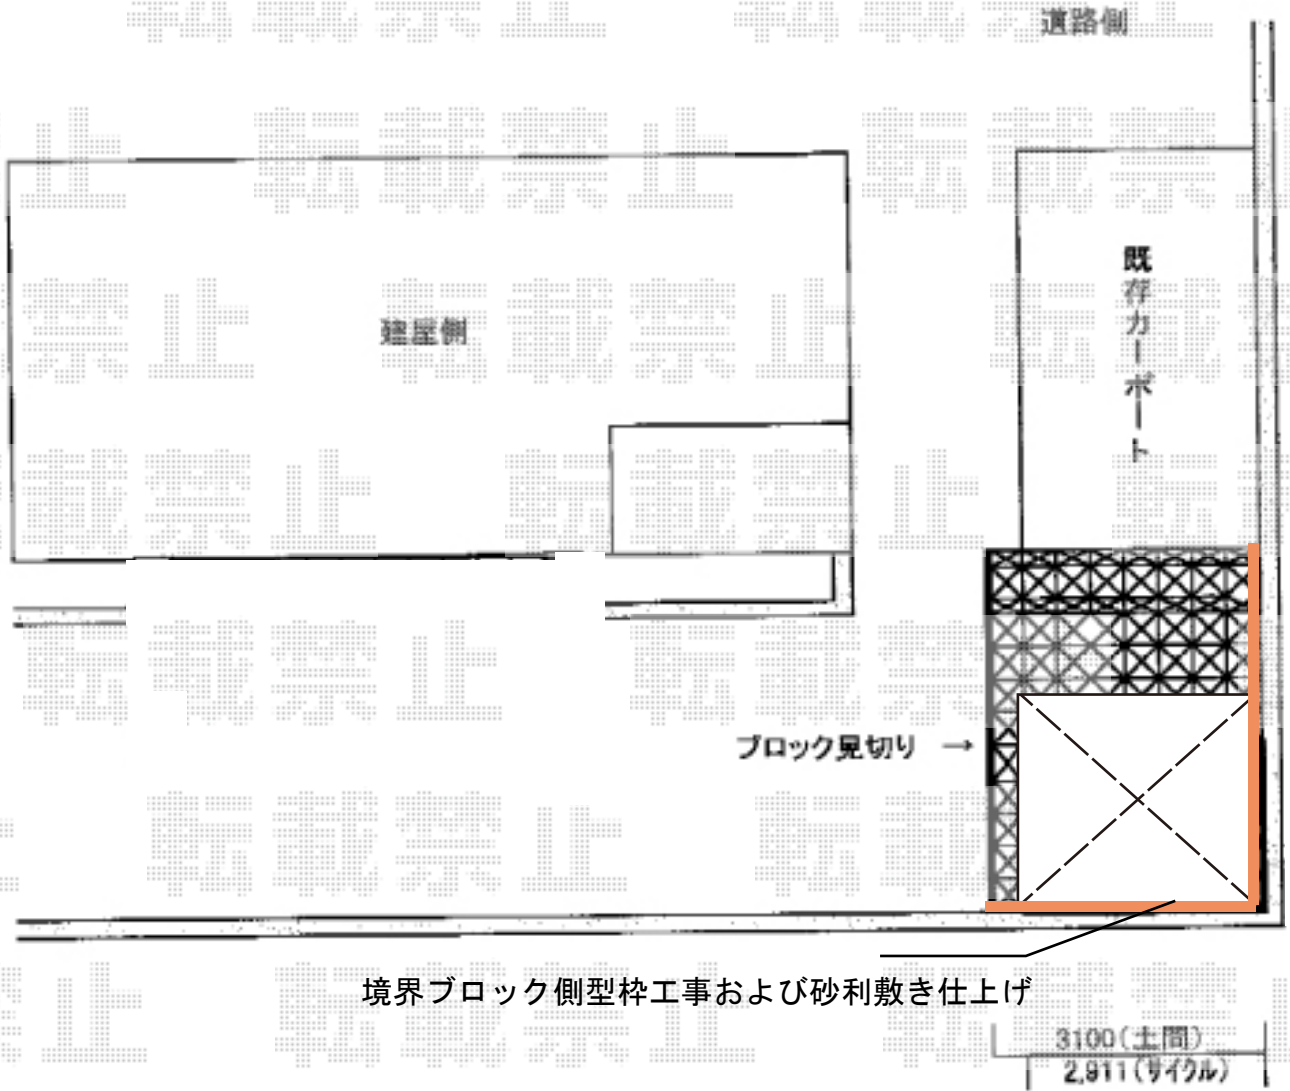 道路側
既存カーポート
建屋側
ブロック見切り →
境界ブロック側型枠工事および砂利敷き仕上げ
3100(土間)
2,911(サイクル)
転載禁止